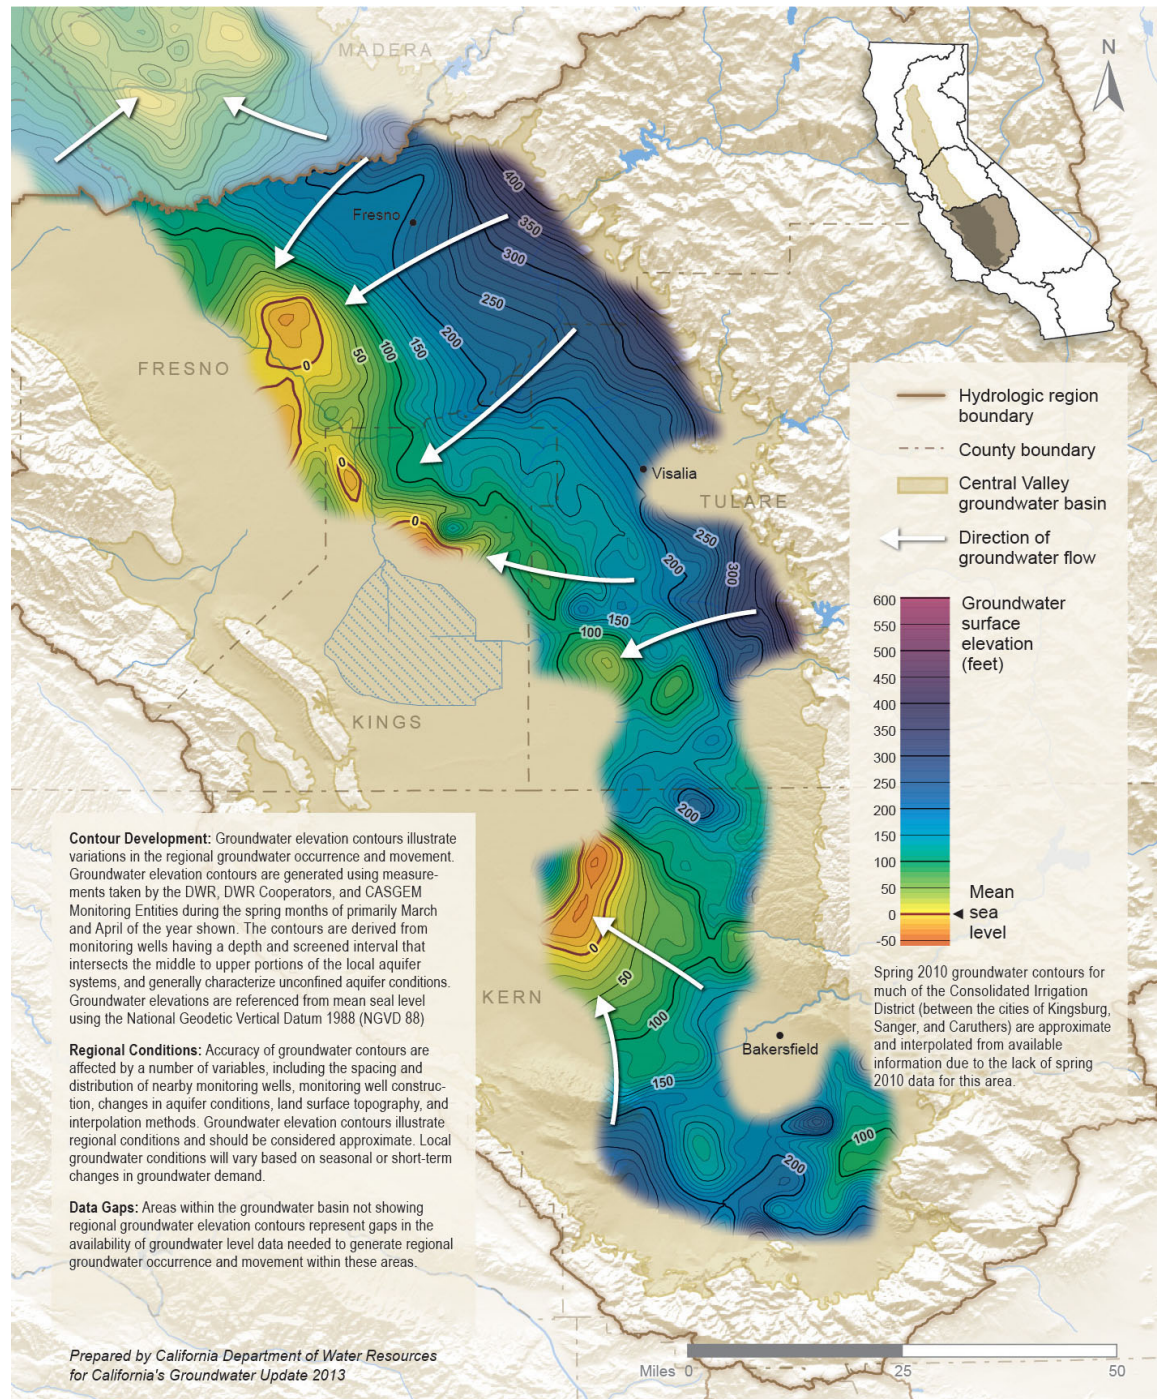 MADERA
N
400
Fresno
350
300
250
200
150
100
50
0
FRESNO
0
Visalia
TULARE
0
250
200
300
150
100
KINGS
200
0
50
KERN
100
Bakersfield
150
100
200
Hydrologic region
boundary
County boundary
Central Valley
groundwater basin
Direction of
groundwater flow
600
550
500
450
400
350
300
250
200
150
100
50
0
-50
Groundwater
surface
elevation
(feet)
Mean
sea
level
Spring 2010 groundwater contours for
much of the Consolidated Irrigation
District (between the cities of Kingsburg,
Sanger, and Caruthers) are approximate
and interpolated from available
information due to the lack of spring
2010 data for this area.
Contour Development: Groundwater elevation contours illustrate
variations in the regional groundwater occurrence and movement.
Groundwater elevation contours are generated using measure-
ments taken by the DWR, DWR Cooperators, and CASGEM
Monitoring Entities during the spring months of primarily March
and April of the year shown. The contours are derived from
monitoring wells having a depth and screened interval that
intersects the middle to upper portions of the local aquifer
systems, and generally characterize unconfined aquifer conditions.
Groundwater elevations are referenced from mean seal level
using the National Geodetic Vertical Datum 1988 (NGVD 88)
Regional Conditions: Accuracy of groundwater contours are
affected by a number of variables, including the spacing and
distribution of nearby monitoring wells, monitoring well construc-
tion, changes in aquifer conditions, land surface topography, and
interpolation methods. Groundwater elevation contours illustrate
regional conditions and should be considered approximate. Local
groundwater conditions will vary based on seasonal or short-term
changes in groundwater demand.
Data Gaps: Areas within the groundwater basin not showing
regional groundwater elevation contours represent gaps in the
availability of groundwater level data needed to generate regional
groundwater occurrence and movement within these areas.
Prepared by California Department of Water Resources
for California's Groundwater Update 2013
Miles 0 25 50